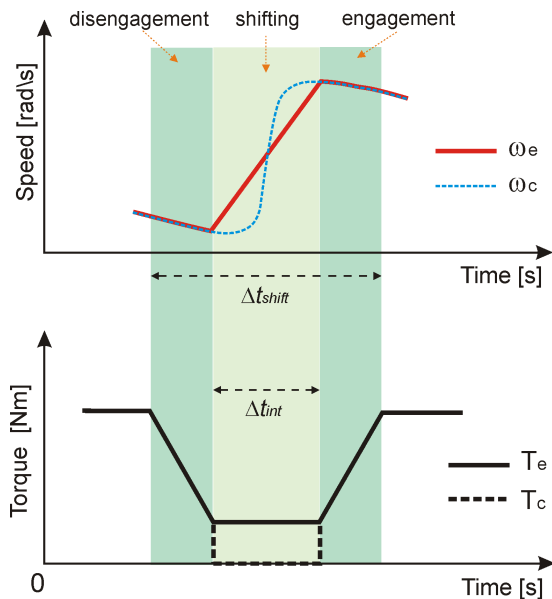 disengagement shifting engagement
Speed [rad\s]
ωe
ωc
Time [s]
Δtshift
Δtint
Torque [Nm]
Te
Tc
0
Time [s]